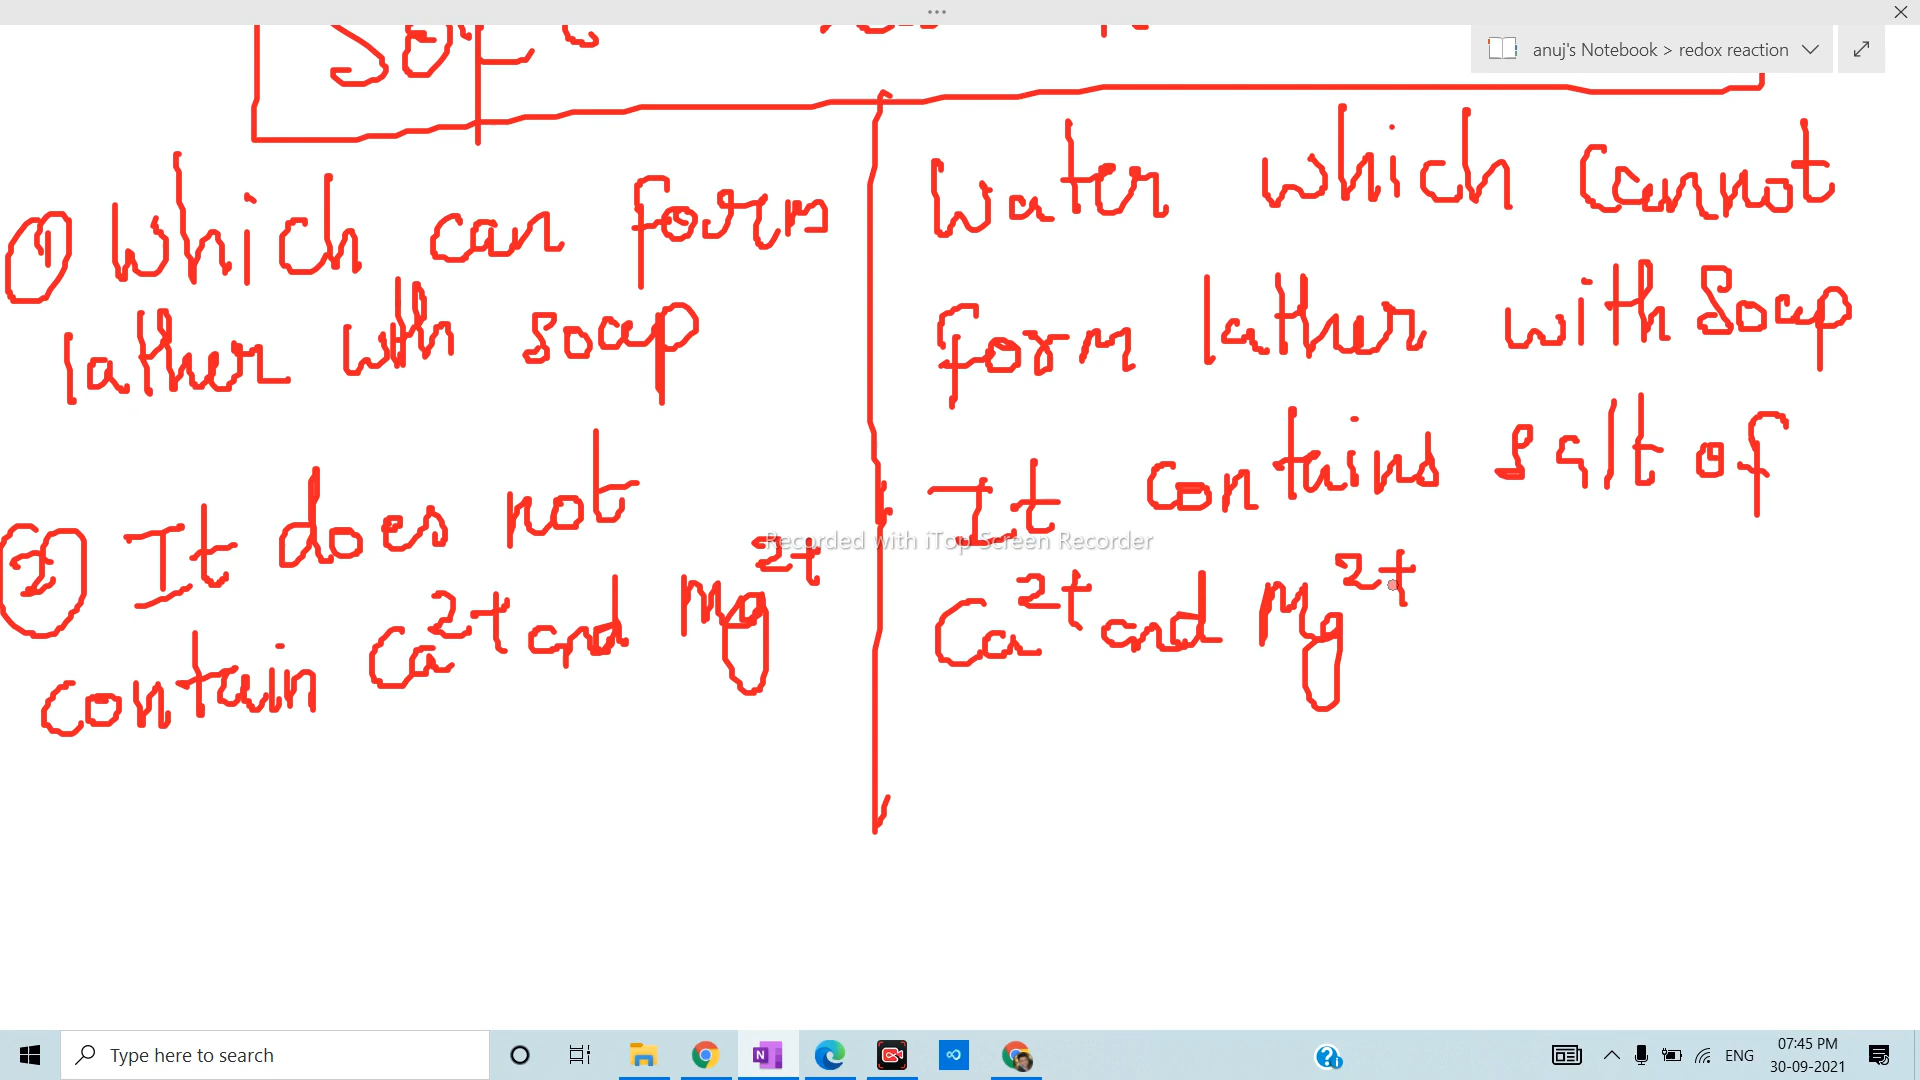 anuj's Notebook > redox reaction
① Which can form
lather with soap
② It does not
contain Ca2+ and Mg2+
Water which cannot
form lather with Soap
It contains salt of
Ca2+ and Mg2+
Recorded with iTop Screen Recorder
Type here to search
ENG
07:45 PM
30-09-2021